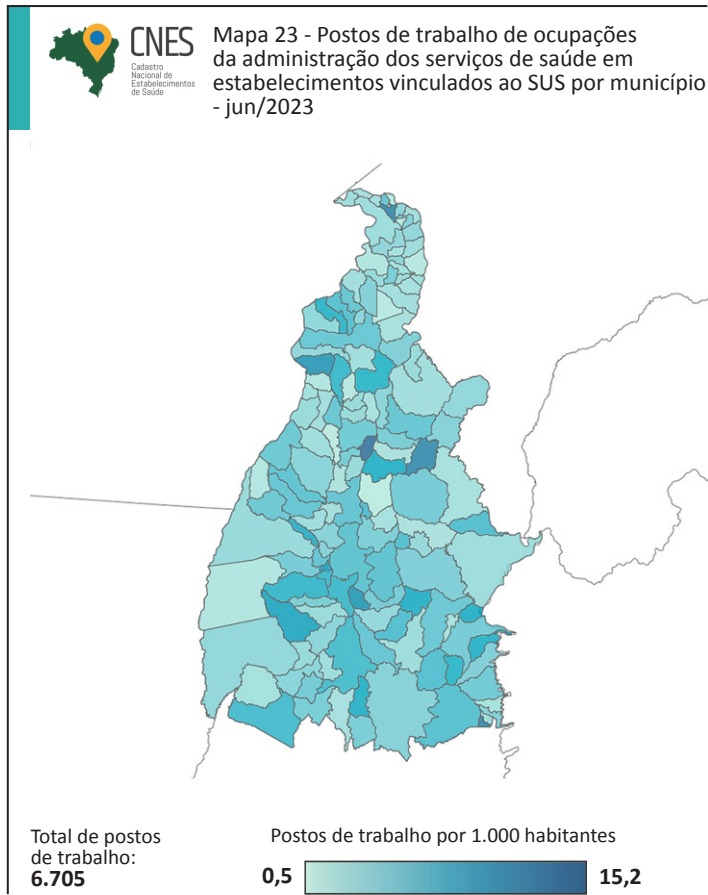 CNES
Cadastro
Nacional de
Estabelecimentos
de Saúde
Mapa 23 - Postos de trabalho de ocupações
da administração dos serviços de saúde em
estabelecimentos vinculados ao SUS por município
- jun/2023
Total de postos
de trabalho:
6.705
Postos de trabalho por 1.000 habitantes
0,5
15,2